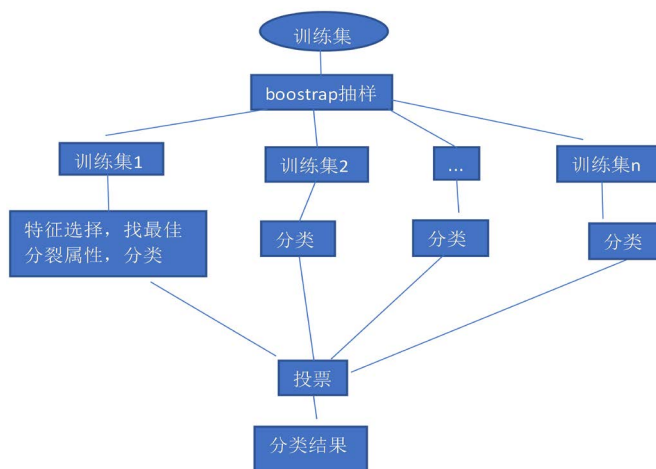 训练集
boostrap抽样
训练集1
训练集2
...
训练集n
特征选择，找最佳
分裂属性，分类
分类
分类
分类
投票
分类结果